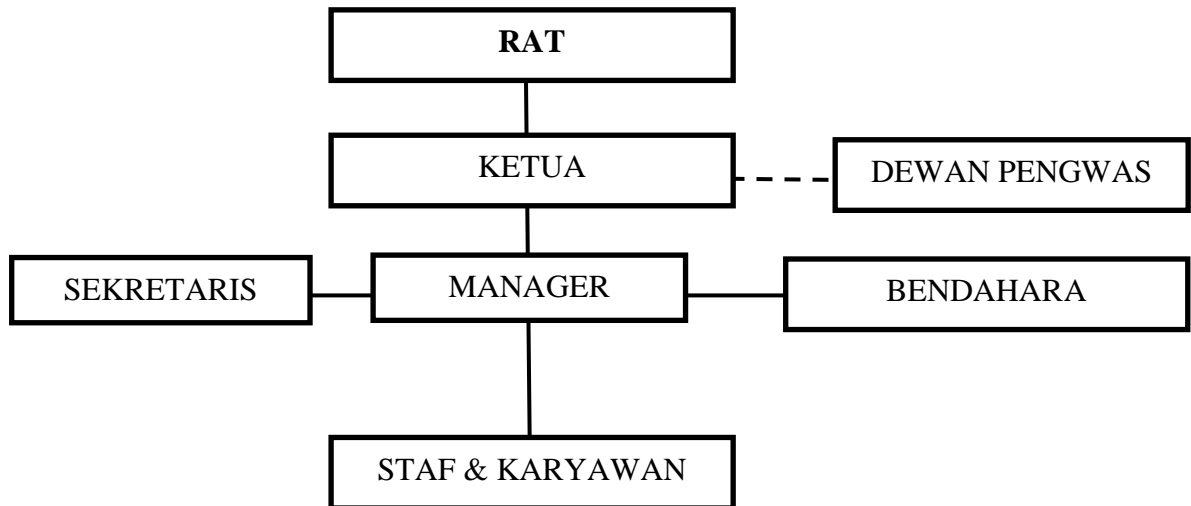 RAT
KETUA
DEWAN PENGWAS
SEKRETARIS
MANAGER
BENDAHARA
STAF & KARYAWAN